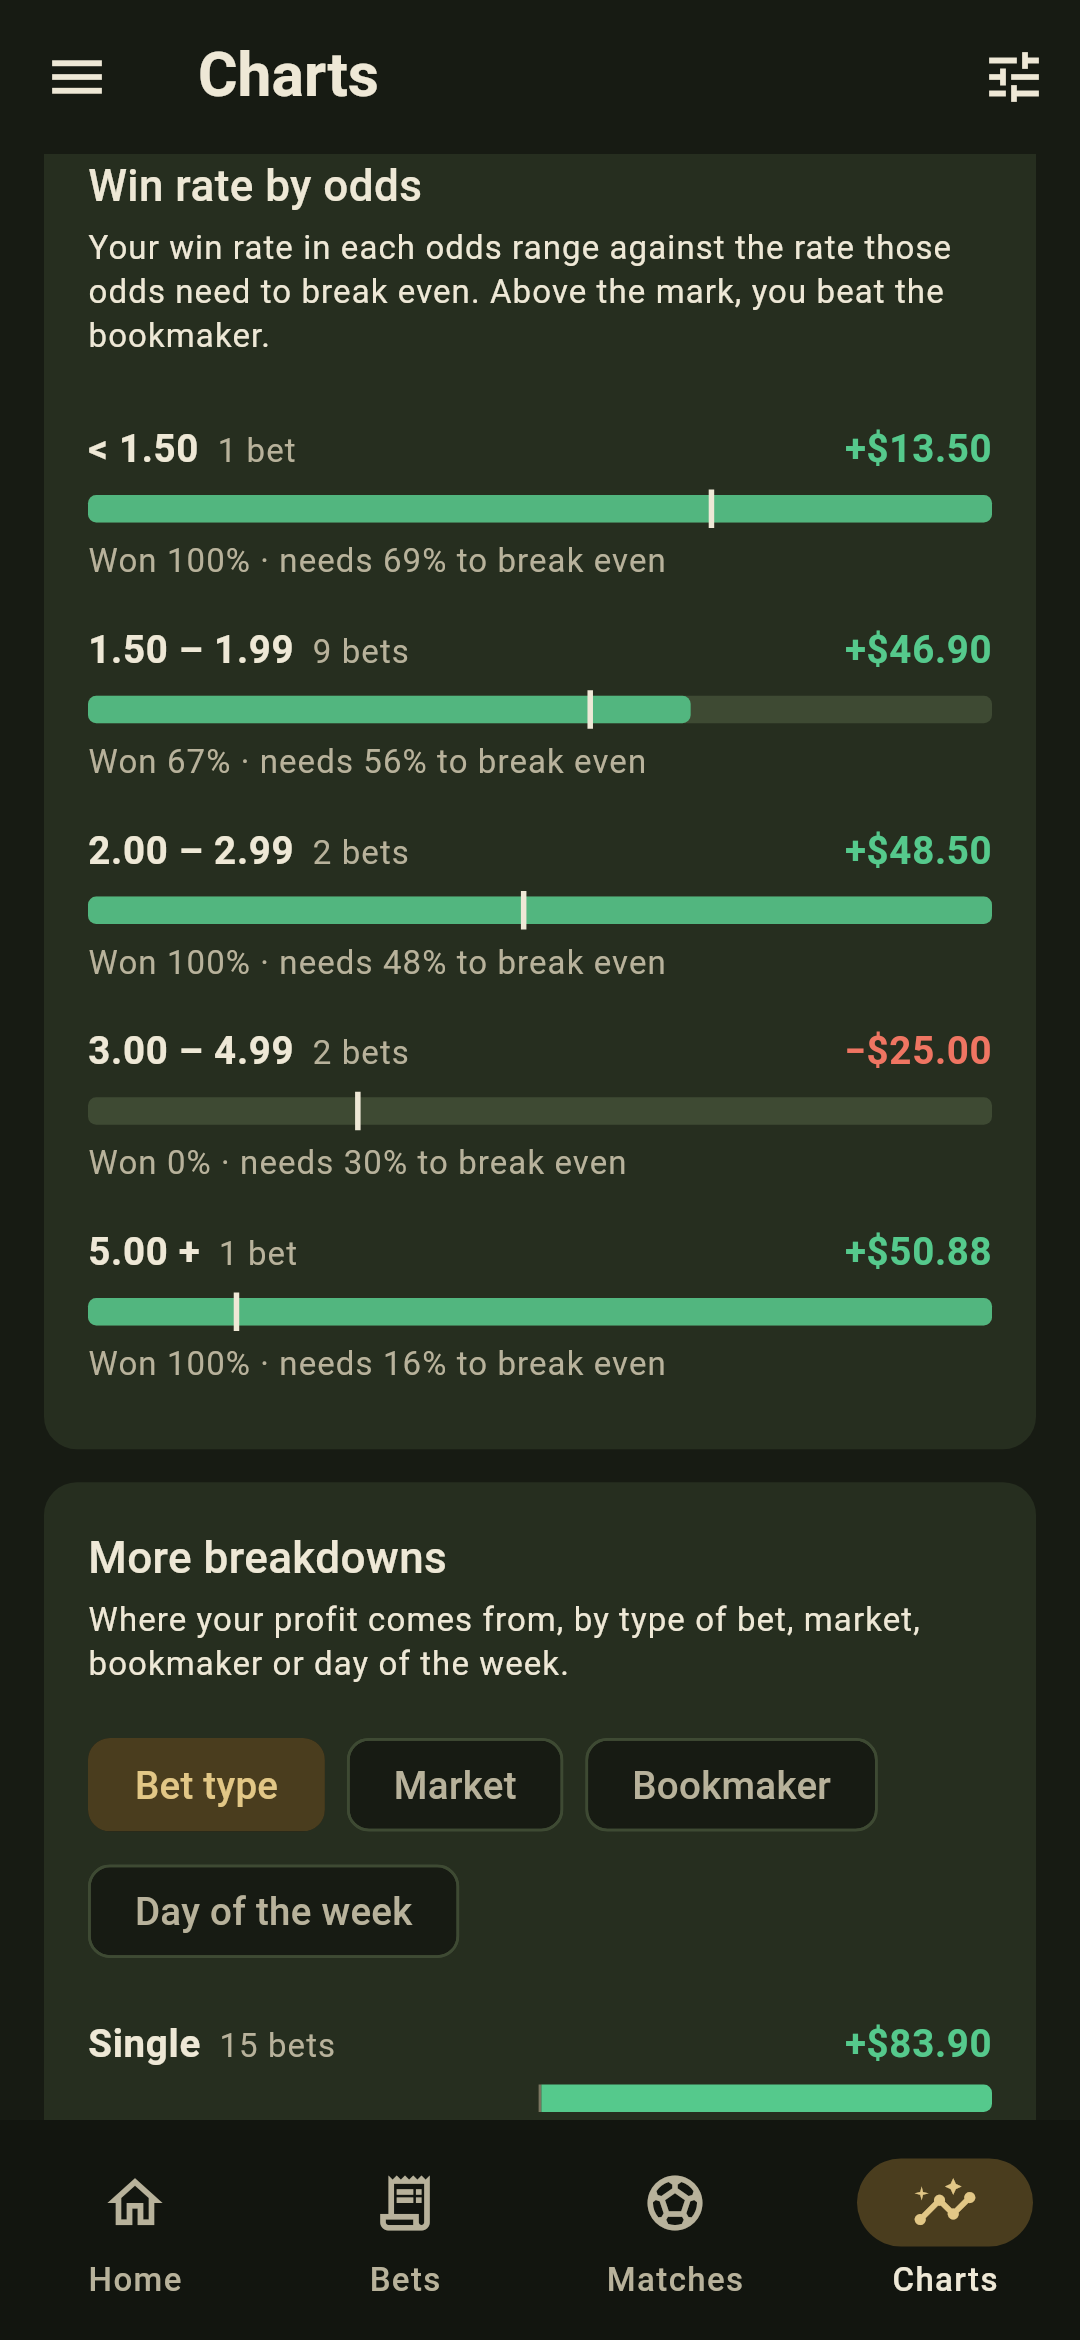 Charts
Win rate by odds
Your win rate in each odds range against the rate those
odds need to break even. Above the mark, you beat the
bookmaker.
< 1.50 1 bet +$13.50
Won 100% · needs 69% to break even
1.50 – 1.99 9 bets +$46.90
Won 67% · needs 56% to break even
2.00 – 2.99 2 bets +$48.50
Won 100% · needs 48% to break even
3.00 – 4.99 2 bets −$25.00
Won 0% · needs 30% to break even
5.00 + 1 bet +$50.88
Won 100% · needs 16% to break even
More breakdowns
Where your profit comes from, by type of bet, market,
bookmaker or day of the week.
Bet type Market Bookmaker
Day of the week
Single 15 bets +$83.90
Home Bets Matches Charts